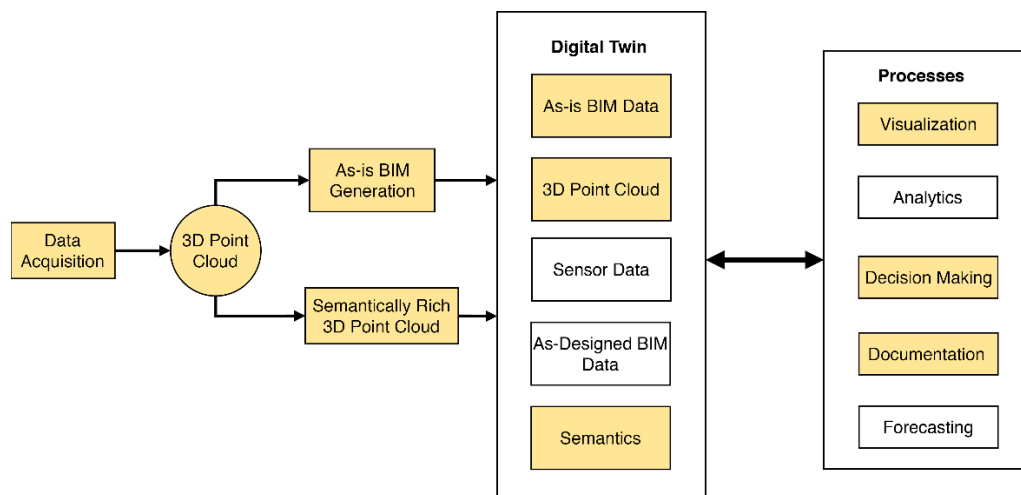 Data
Acquisition
3D Point
Cloud
As-is BIM
Generation
Semantically Rich
3D Point Cloud
Digital Twin
As-is BIM Data
3D Point Cloud
Sensor Data
As-Designed BIM
Data
Semantics
Processes
Visualization
Analytics
Decision Making
Documentation
Forecasting